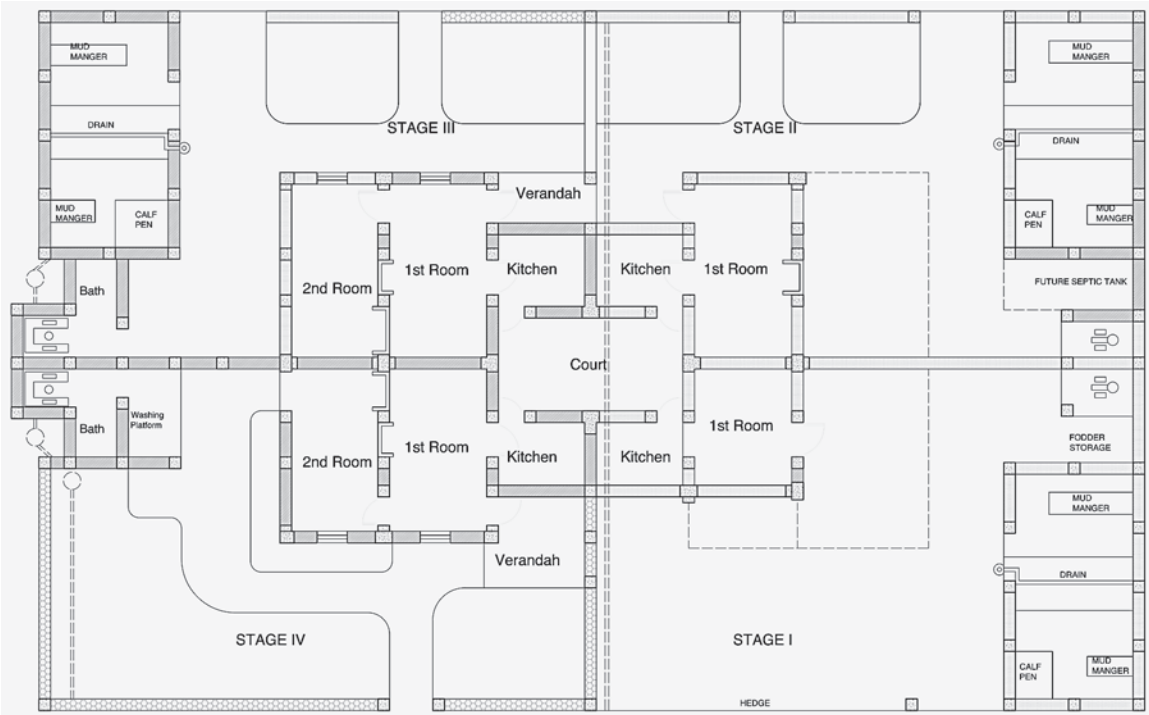 MUD
MANGER
MUD
MANGER
DRAIN
STAGE III
STAGE II
DRAIN
Verandah
MUD
MANGER
CALF
PEN
CALF
PEN
MUD
MANGER
1st Room
Kitchen
Kitchen
1st Room
2nd Room
Bath
FUTURE SEPTIC TANK
Court
Bath
Washing
Platform
1st Room
1st Room
2nd Room
Kitchen
Kitchen
FODDER
STORAGE
MUD
MANGER
Verandah
DRAIN
STAGE IV
STAGE I
CALF
PEN
MUD
MANGER
HEDGE